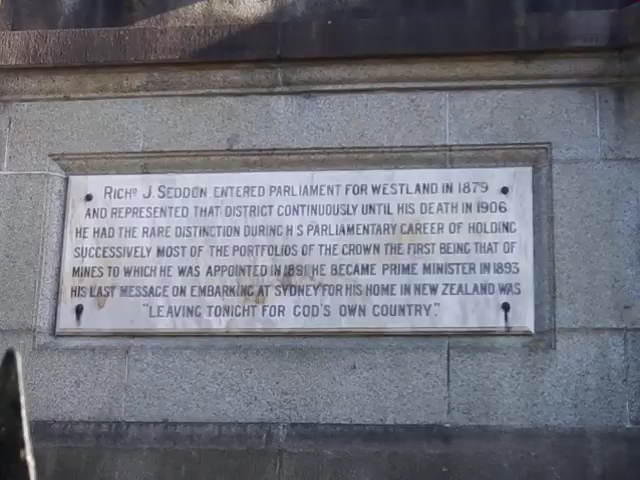 RICHD J. SEDDON ENTERED PARLIAMENT FOR WESTLAND IN 1879
AND REPRESENTED THAT DISTRICT CONTINUOUSLY UNTIL HIS DEATH IN 1906
HE HAD THE RARE DISTINCTION DURING H S PARLIAMENTARY CAREER OF HOLDING
SUCCESSIVELY MOST OF THE PORTFOLIOS OF THE CROWN THE FIRST BEING THAT OF
MINES TO WHICH HE WAS APPOINTED IN 1891 HE BECAME PRIME MINISTER IN 1893
HIS LAST MESSAGE ON EMBARKING AT SYDNEY FOR HIS HOME IN NEW ZEALAND WAS
"LEAVING TONIGHT FOR GOD'S OWN COUNTRY."